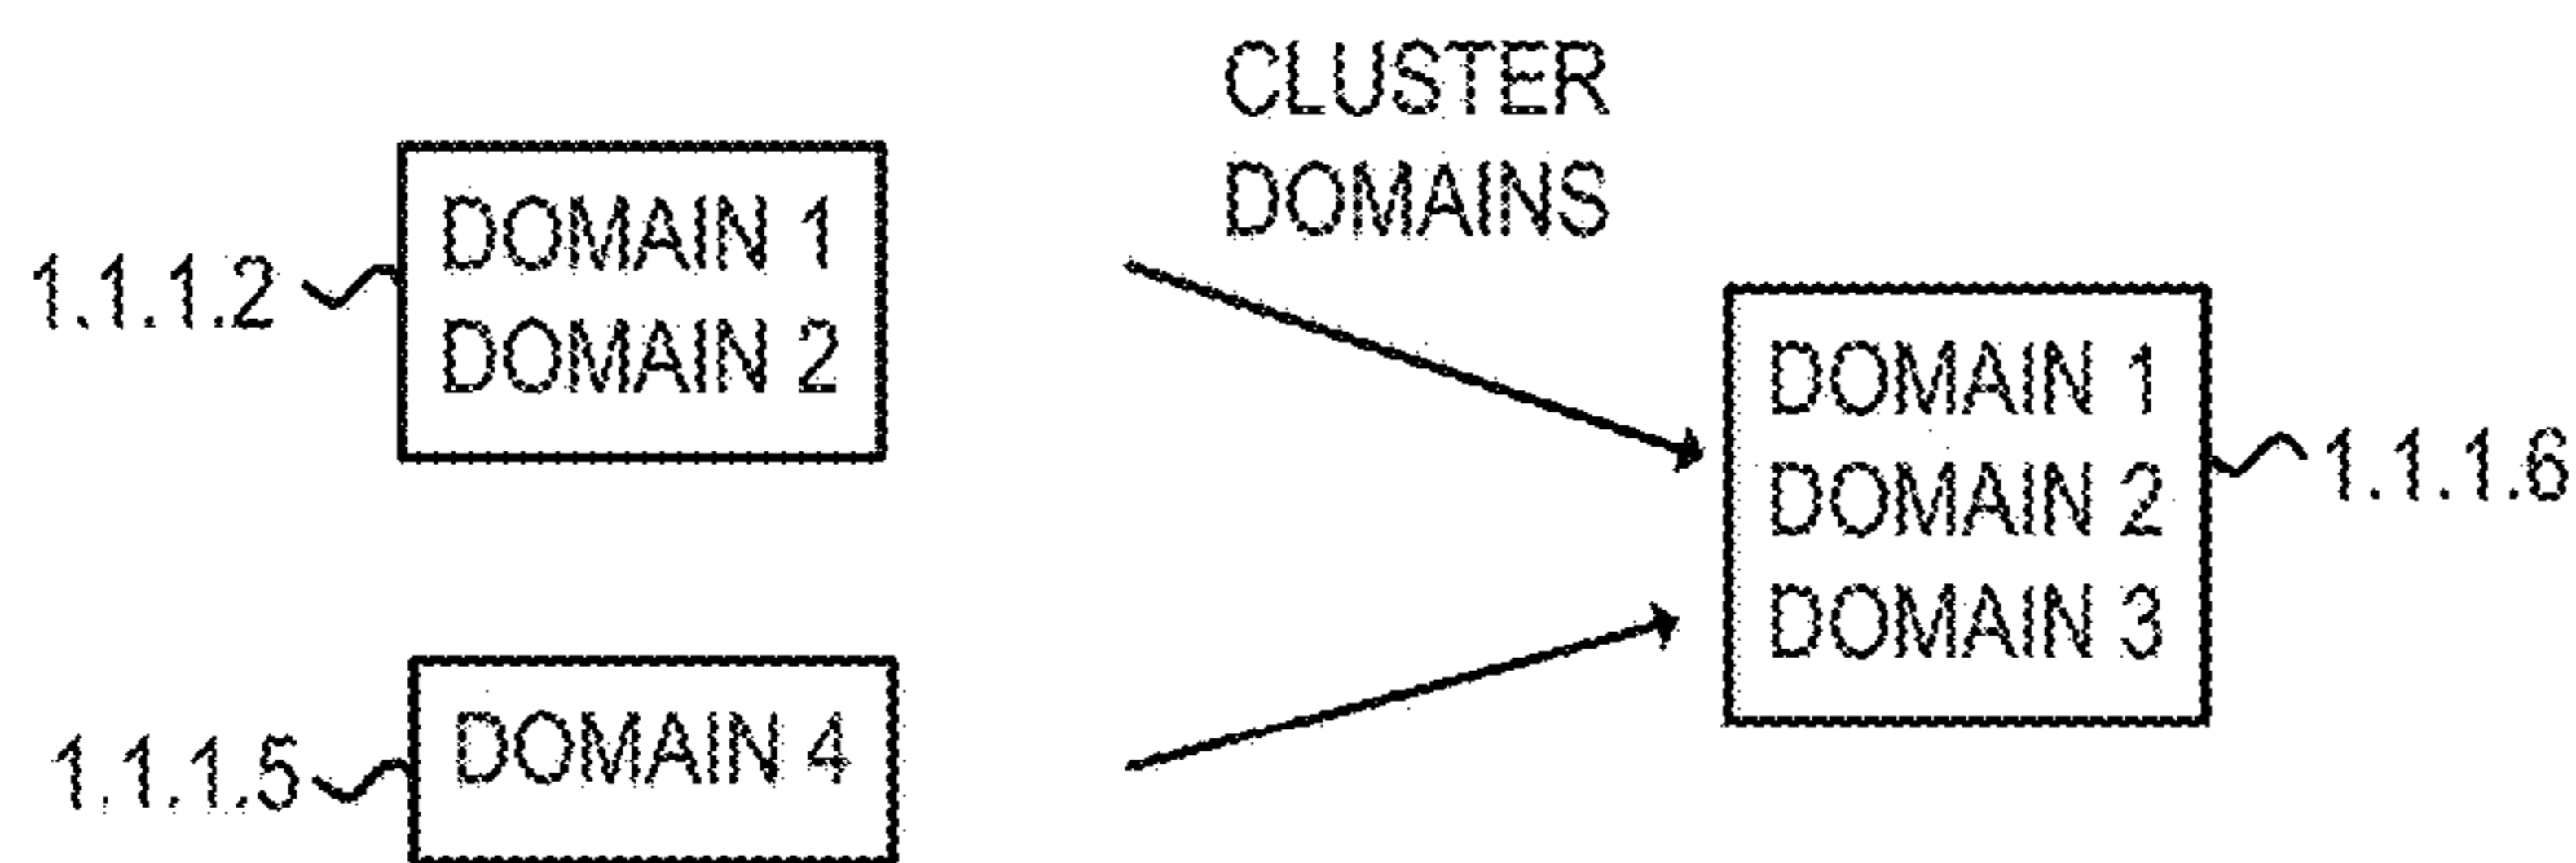 CLUSTER
DOMAINS
1.1.1.2
DOMAIN 1
DOMAIN 2
1.1.1.5
DOMAIN 4
DOMAIN 1
DOMAIN 2
DOMAIN 3
1.1.1.6